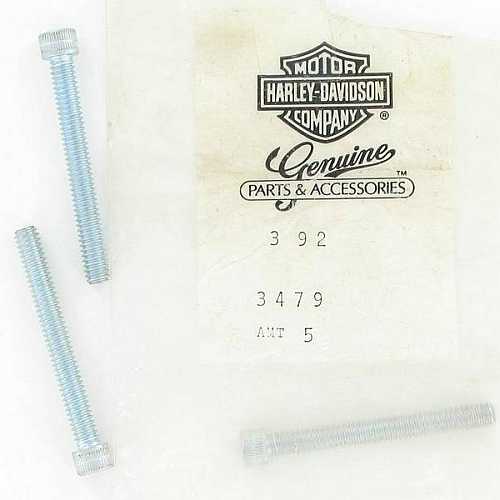 MOTOR
HARLEY-DAVIDSON
COMPANY ®
Genuine ™
PARTS & ACCESSORIES
3 92
3479
AMT 5